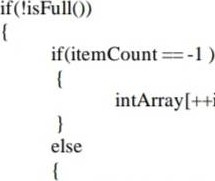 if(!isFull())
{
if(itemCount == -1 )
{
intArray[++i
}
else
{